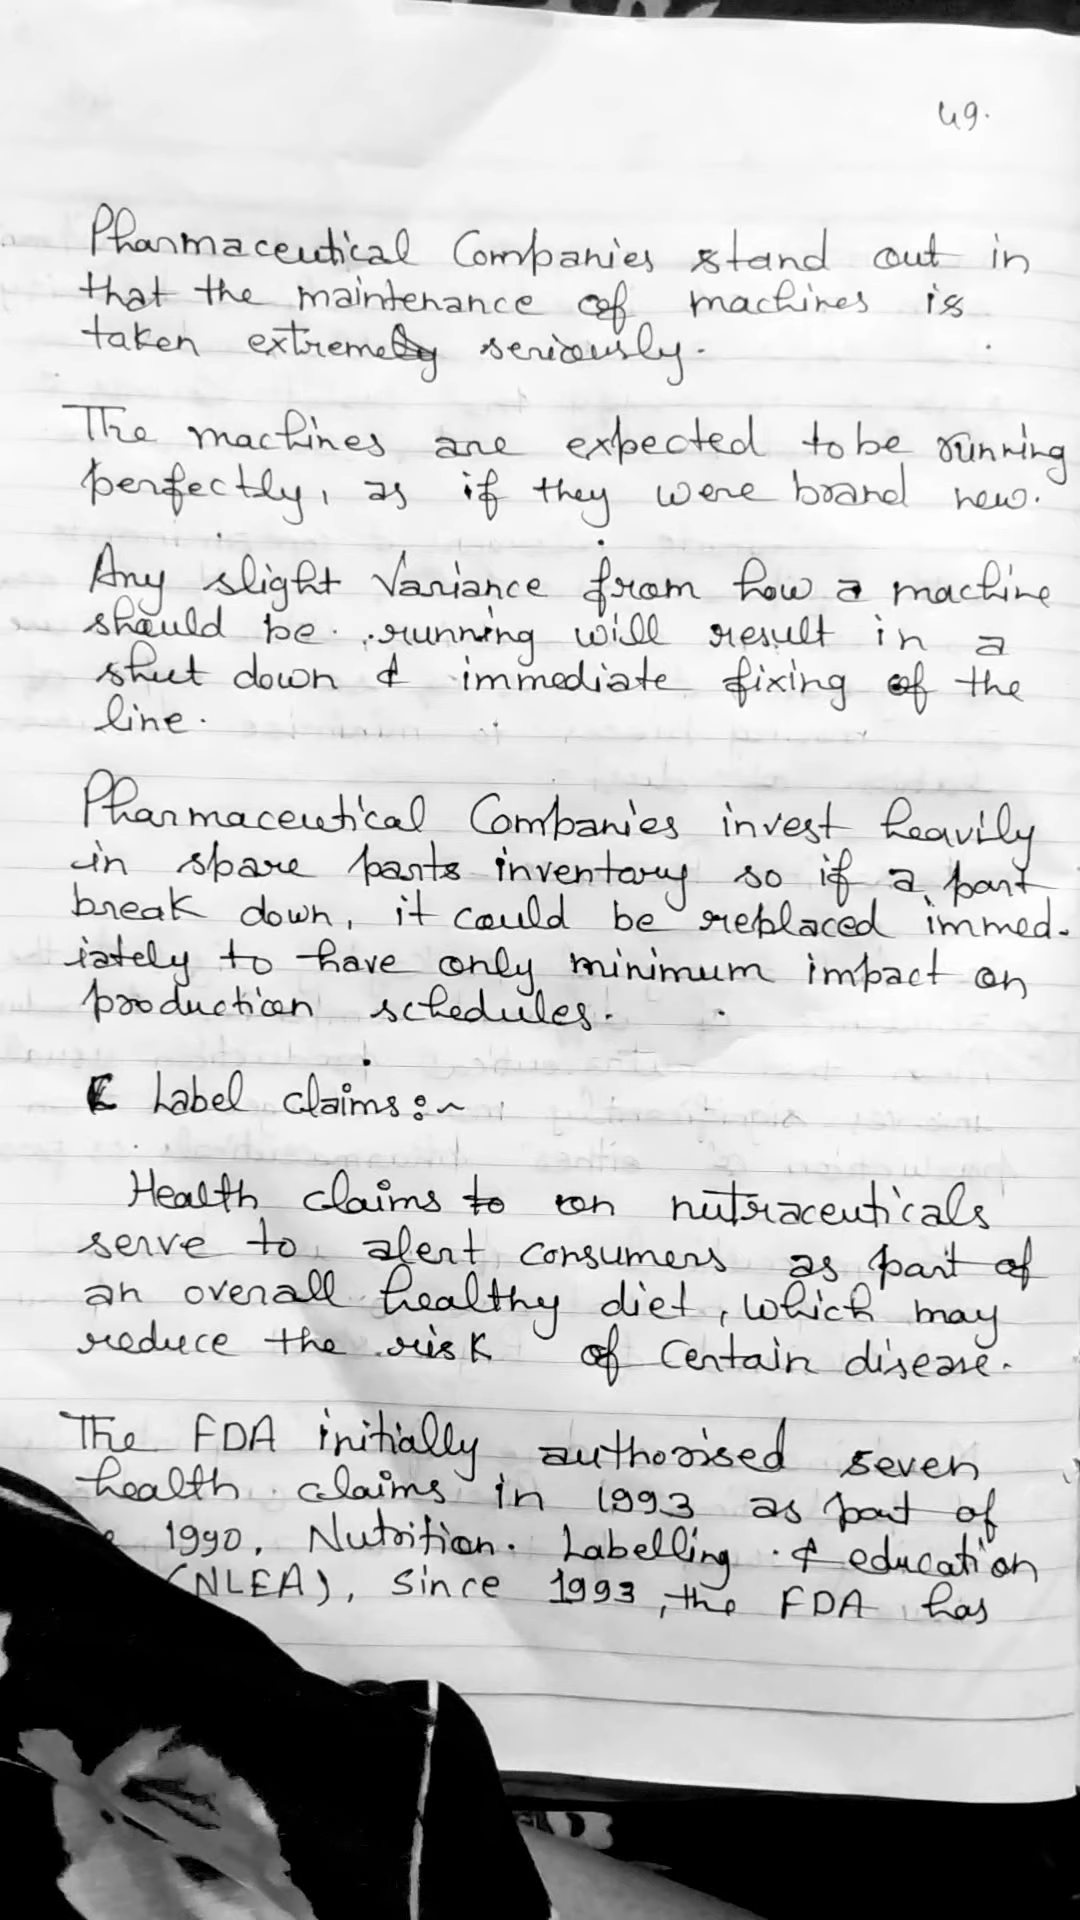 49.
Pharmaceutical Companies stand out in
that the maintenance of machines is
taken extremely seriously.
The machines are expected to be running
perfectly, as if they were brand new.
Any slight variance from how a machine
should be running will result in a
shut down & immediate fixing of the
line.
Pharmaceutical Companies invest heavily
in spare parts inventory so if a part
break down, it could be replaced immed-
iately to have only minimum impact on
production schedules.
Label claims:~
Health claims to on nutraceuticals
serve to alert consumers as part of
an overall healthy diet, which may
reduce the risk of certain disease.
The FDA initially authorised seven
health claims in 1993 as part of
1990, Nutrition. Labelling & education
(NLEA), Since 1993, the FDA has